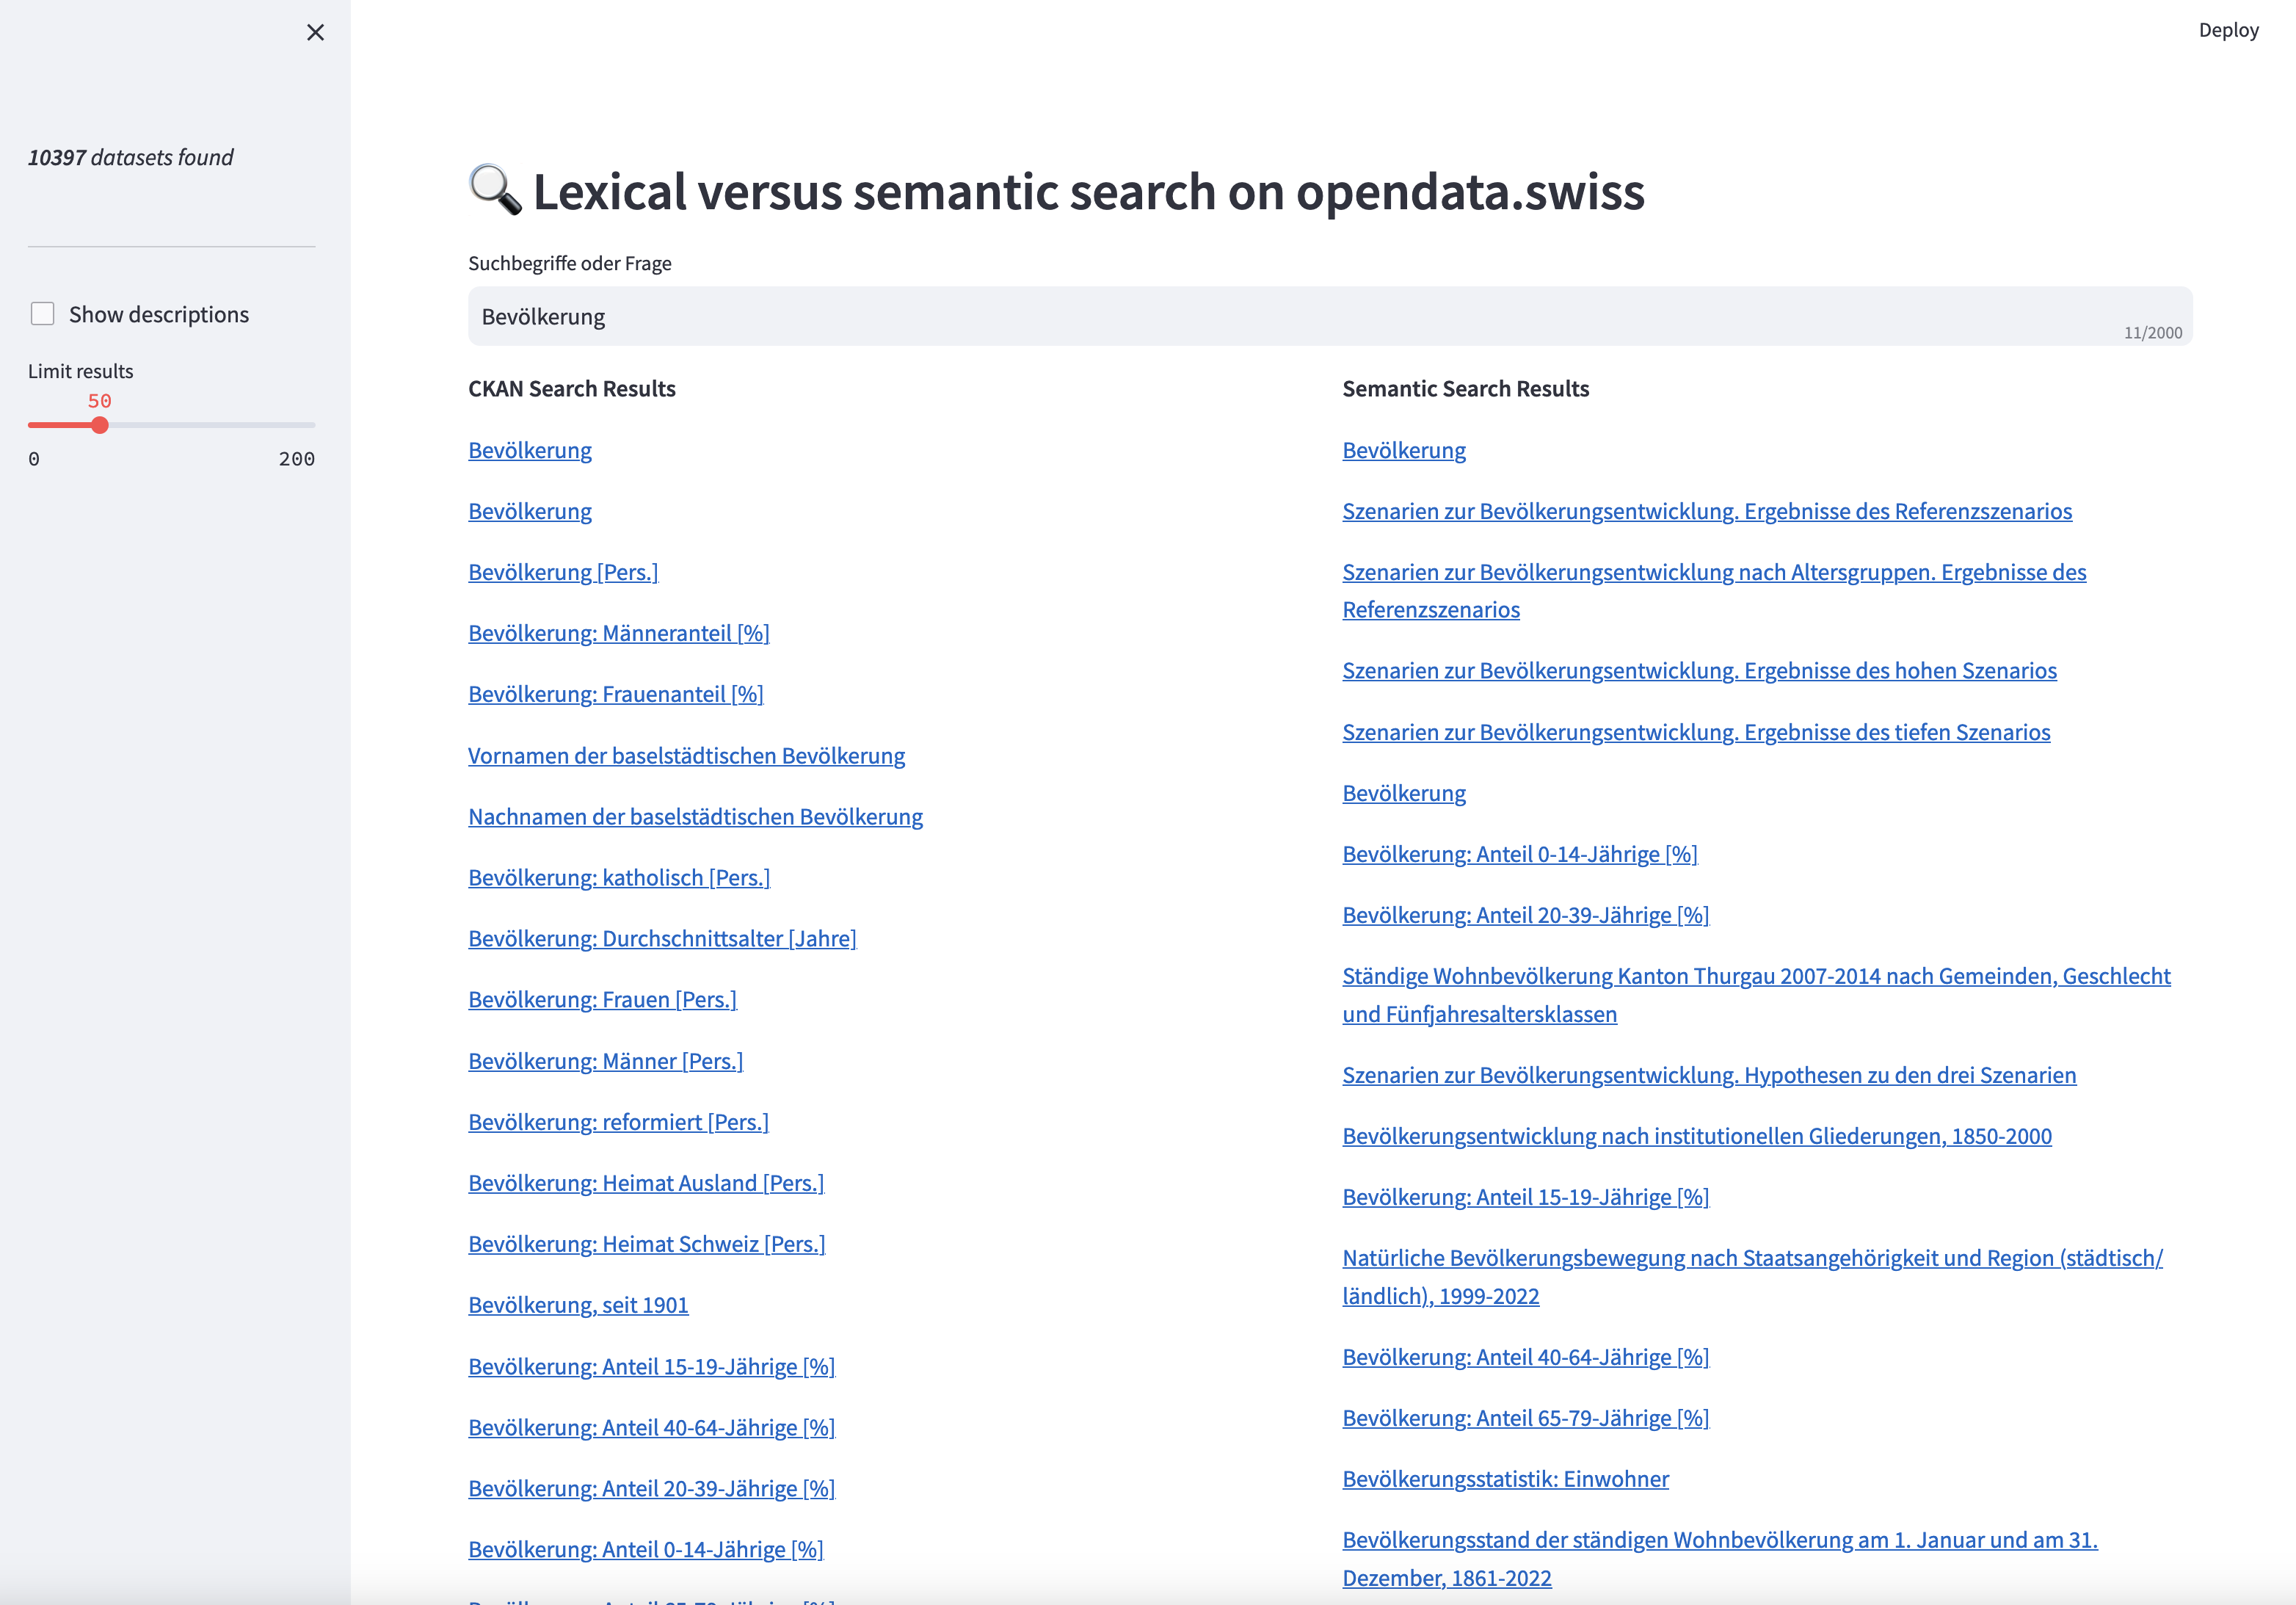 Deploy
10397 datasets found
Show descriptions
Limit results
50
0 200
Lexical versus semantic search on opendata.swiss
Suchbegriffe oder Frage
Bevölkerung
11/2000
CKAN Search Results
Bevölkerung
Bevölkerung
Bevölkerung [Pers.]
Bevölkerung: Männeranteil [%]
Bevölkerung: Frauenanteil [%]
Vornamen der baselstädtischen Bevölkerung
Nachnamen der baselstädtischen Bevölkerung
Bevölkerung: katholisch [Pers.]
Bevölkerung: Durchschnittsalter [Jahre]
Bevölkerung: Frauen [Pers.]
Bevölkerung: Männer [Pers.]
Bevölkerung: reformiert [Pers.]
Bevölkerung: Heimat Ausland [Pers.]
Bevölkerung: Heimat Schweiz [Pers.]
Bevölkerung, seit 1901
Bevölkerung: Anteil 15-19-Jährige [%]
Bevölkerung: Anteil 40-64-Jährige [%]
Bevölkerung: Anteil 20-39-Jährige [%]
Bevölkerung: Anteil 0-14-Jährige [%]
Semantic Search Results
Bevölkerung
Szenarien zur Bevölkerungsentwicklung. Ergebnisse des Referenzszenarios
Szenarien zur Bevölkerungsentwicklung nach Altersgruppen. Ergebnisse des
Referenzszenarios
Szenarien zur Bevölkerungsentwicklung. Ergebnisse des hohen Szenarios
Szenarien zur Bevölkerungsentwicklung. Ergebnisse des tiefen Szenarios
Bevölkerung
Bevölkerung: Anteil 0-14-Jährige [%]
Bevölkerung: Anteil 20-39-Jährige [%]
Ständige Wohnbevölkerung Kanton Thurgau 2007-2014 nach Gemeinden, Geschlecht
und Fünfjahresaltersklassen
Szenarien zur Bevölkerungsentwicklung. Hypothesen zu den drei Szenarien
Bevölkerungsentwicklung nach institutionellen Gliederungen, 1850-2000
Bevölkerung: Anteil 15-19-Jährige [%]
Natürliche Bevölkerungsbewegung nach Staatsangehörigkeit und Region (städtisch/
ländlich), 1999-2022
Bevölkerung: Anteil 40-64-Jährige [%]
Bevölkerung: Anteil 65-79-Jährige [%]
Bevölkerungsstatistik: Einwohner
Bevölkerungsstand der ständigen Wohnbevölkerung am 1. Januar und am 31.
Dezember, 1861-2022